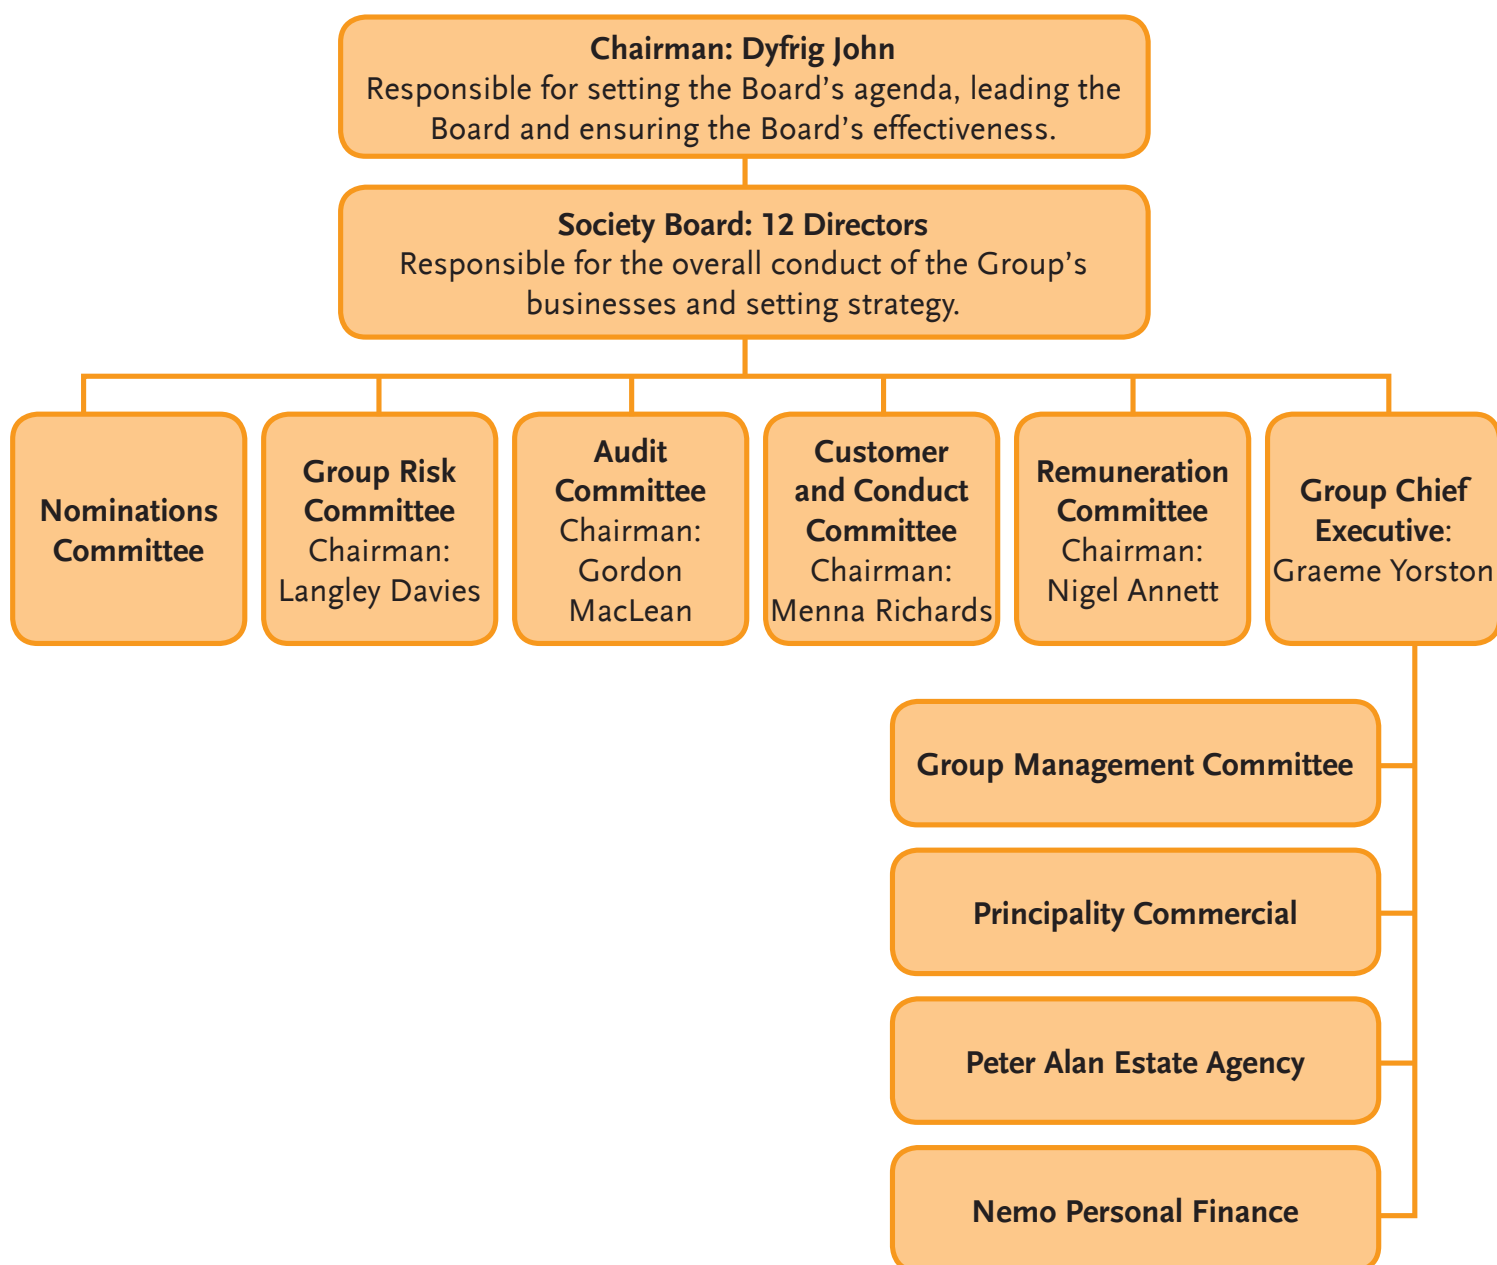 Chairman: Dyfrig John
Responsible for setting the Board’s agenda, leading the
Board and ensuring the Board’s effectiveness.
Society Board: 12 Directors
Responsible for the overall conduct of the Group’s
businesses and setting strategy.
Nominations
Committee
Group Risk
Committee
Chairman:
Langley Davies
Audit
Committee
Chairman:
Gordon
MacLean
Customer
and Conduct
Committee
Chairman:
Menna Richards
Remuneration
Committee
Chairman:
Nigel Annett
Group Chief
Executive:
Graeme Yorston
Group Management Committee
Principality Commercial
Peter Alan Estate Agency
Nemo Personal Finance